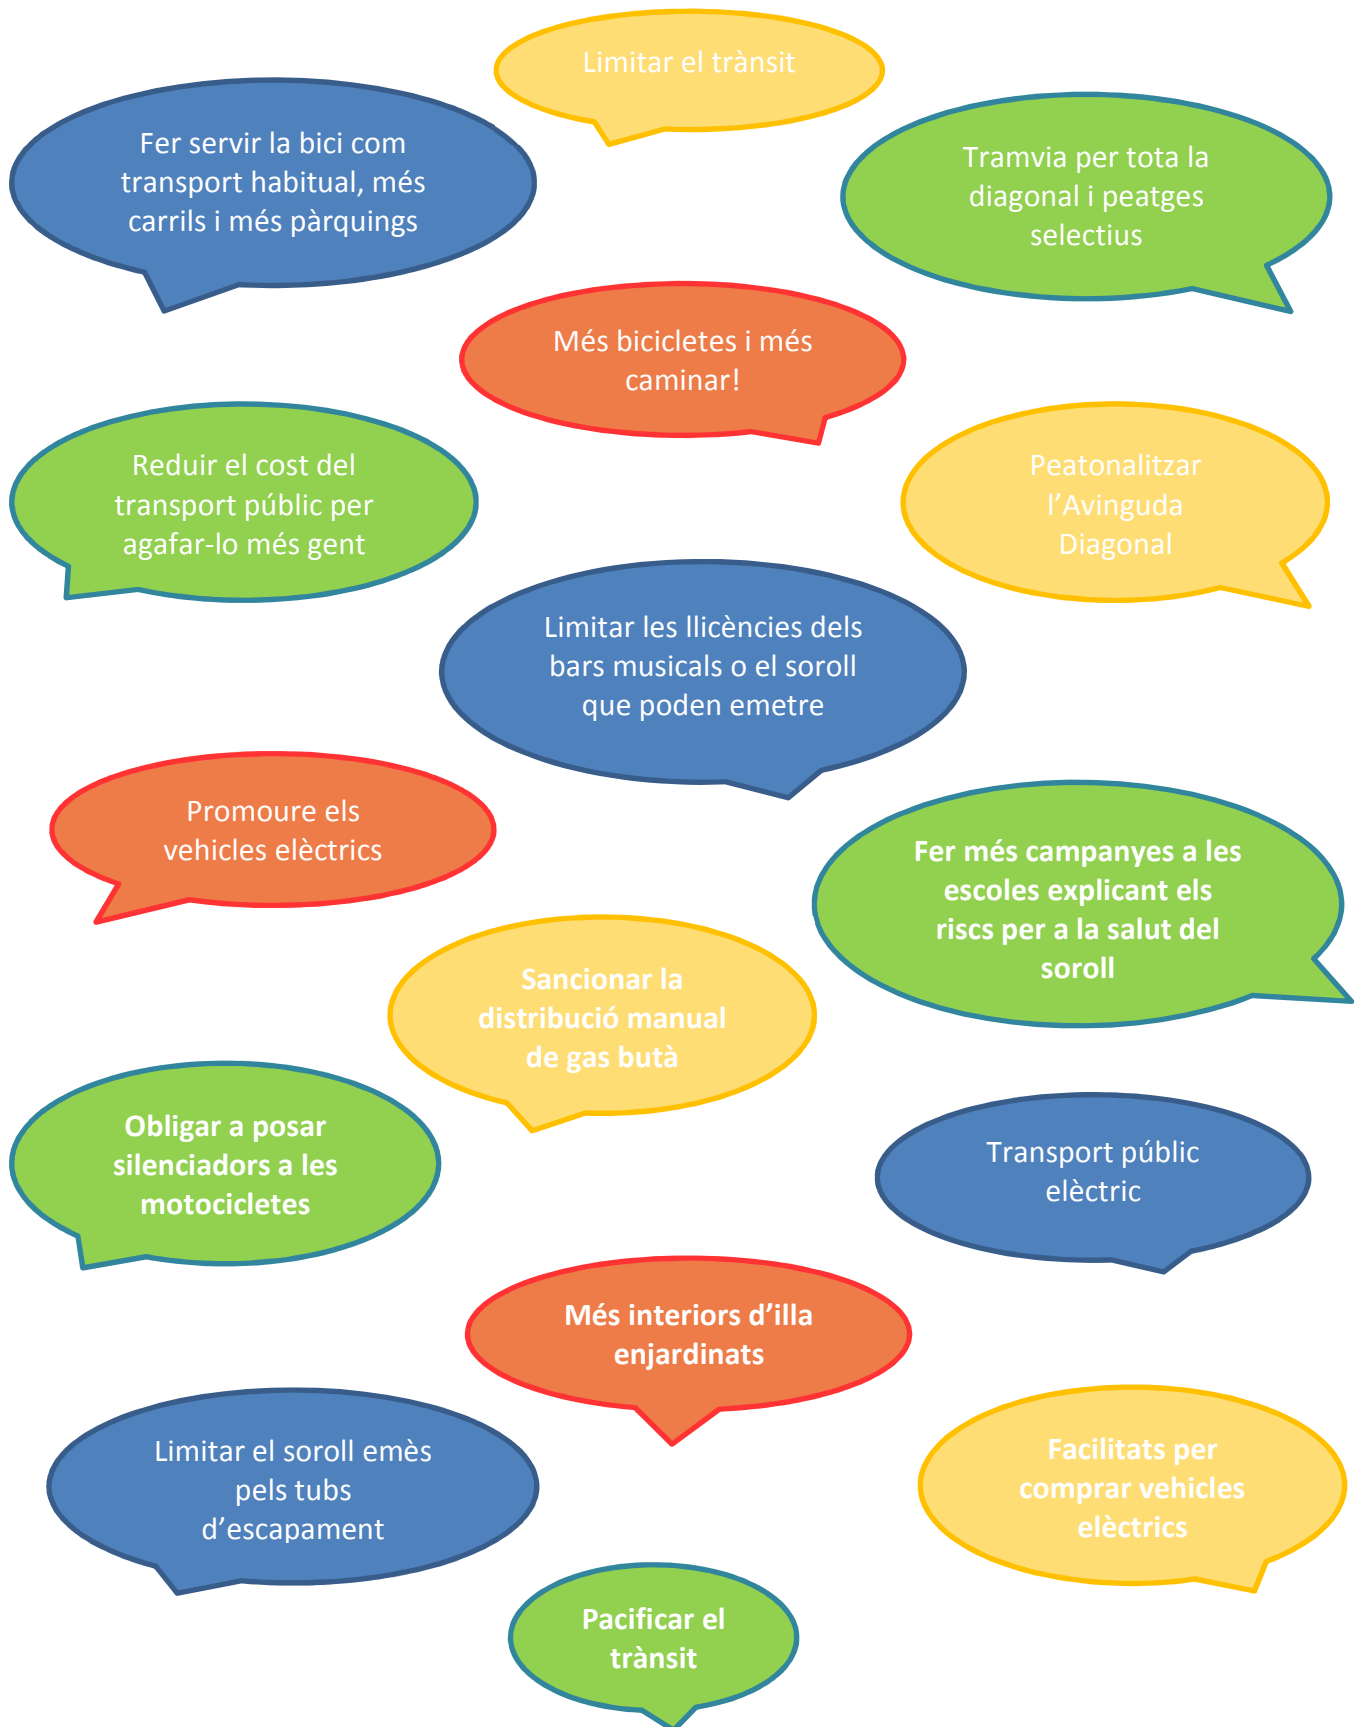 Limitar el trànsit
Fer servir la bici com
transport habitual, més
carrils i més pàrquings
Tramvia per tota la
diagonal i peatges
selectius
Més bicicletes i més
caminar!
Reduir el cost del
transport públic per
agafar-lo més gent
Peatonalitzar
l’Avinguda
Diagonal
Limitar les llicències dels
bars musicals o el soroll
que poden emetre
Promoure els
vehicles elèctrics
Fer més campanyes a les
escoles explicant els
riscs per a la salut del
soroll
Sancionar la
distribució manual
de gas butà
Obligar a posar
silenciadors a les
motocicletes
Transport públic
elèctric
Més interiors d’illa
enjardinats
Limitar el soroll emès
pels tubs
d’escapament
Facilitats per
comprar vehicles
elèctrics
Pacificar el
trànsit